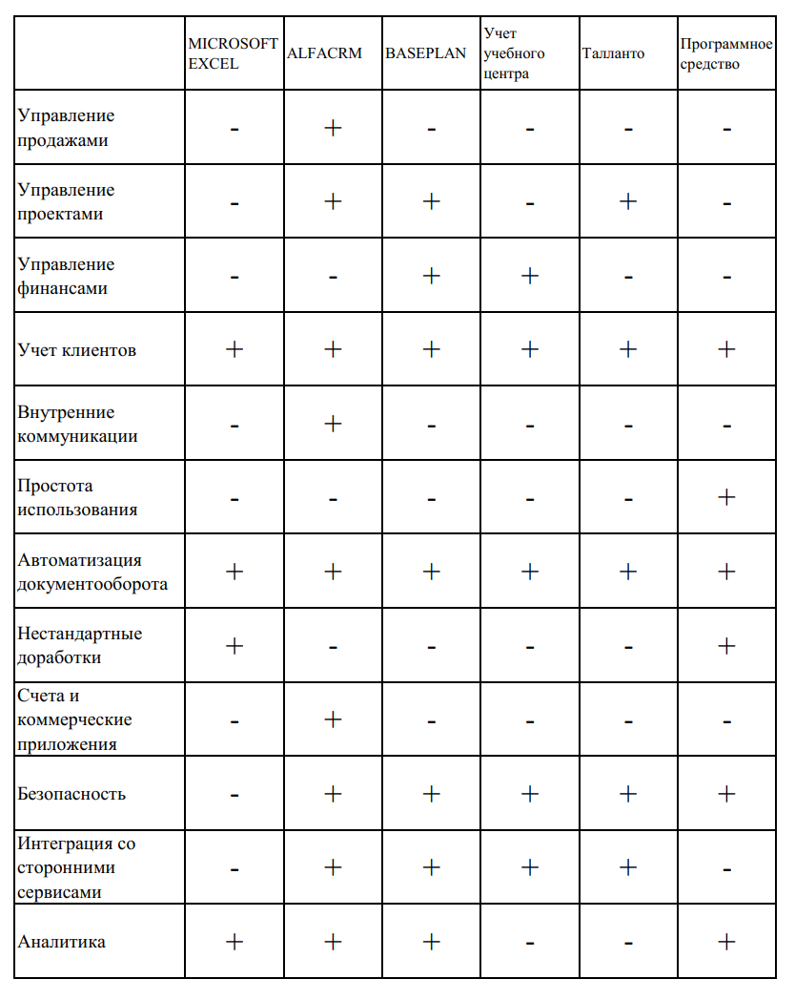 MICROSOFT
EXCEL
ALFACRM
BASEPLAN
Учет
учебного
центра
Талланто
Программное
средство
Управление
продажами
- + - - - -
Управление
проектами
- + + - + -
Управление
финансами
- - + + - -
Учет клиентов
+ + + + + +
Внутренние
коммуникации
- + - - - -
Простота
использования
- - - - - +
Автоматизация
документооборота
+ + + + + +
Нестандартные
доработки
+ - - - - +
Счета и
коммерческие
приложения
- + - - - -
Безопасность
- + + + + +
Интеграция со
сторонними
сервисами
- + + + + -
Аналитика
+ + + - - +